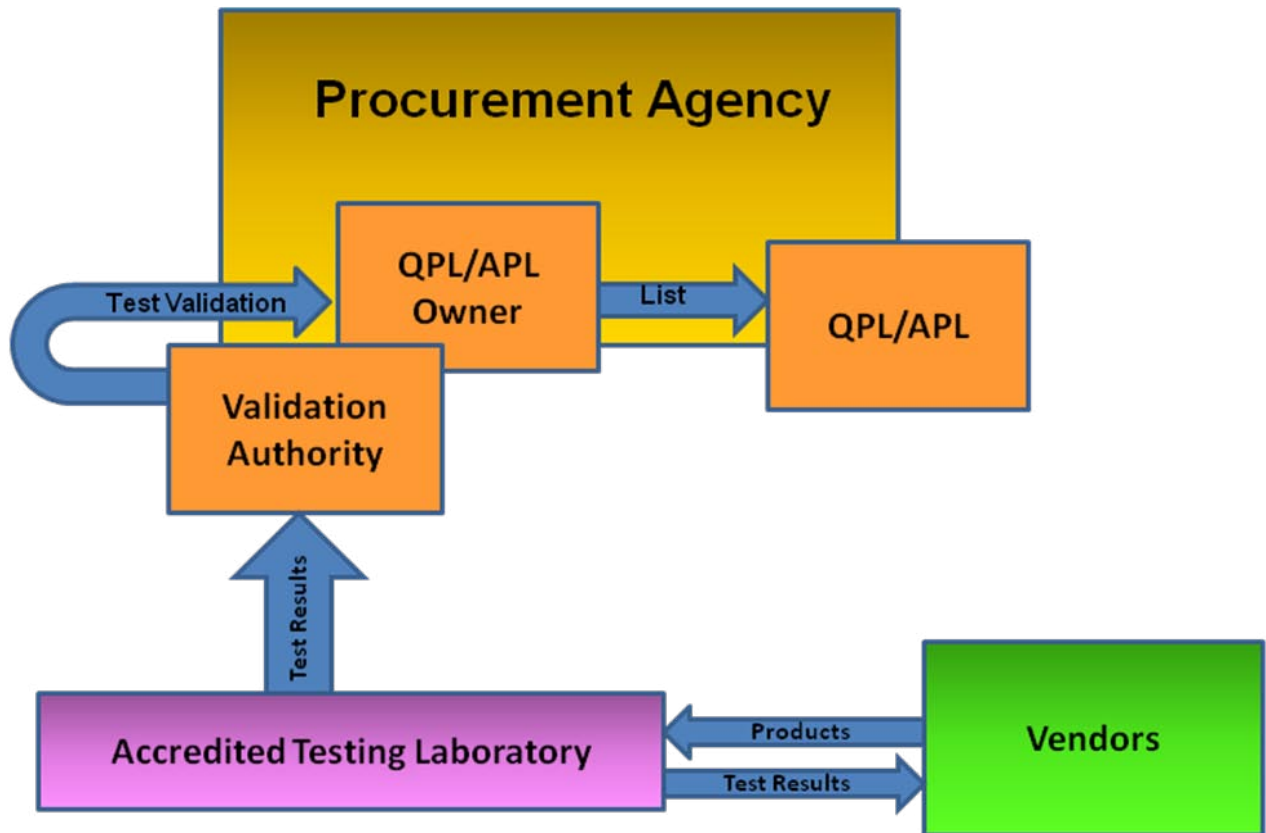 Procurement Agency
QPL/APL
Owner
Test Validation
List
QPL/APL
Validation
Authority
Test Results
Accredited Testing Laboratory
Products
Test Results
Vendors